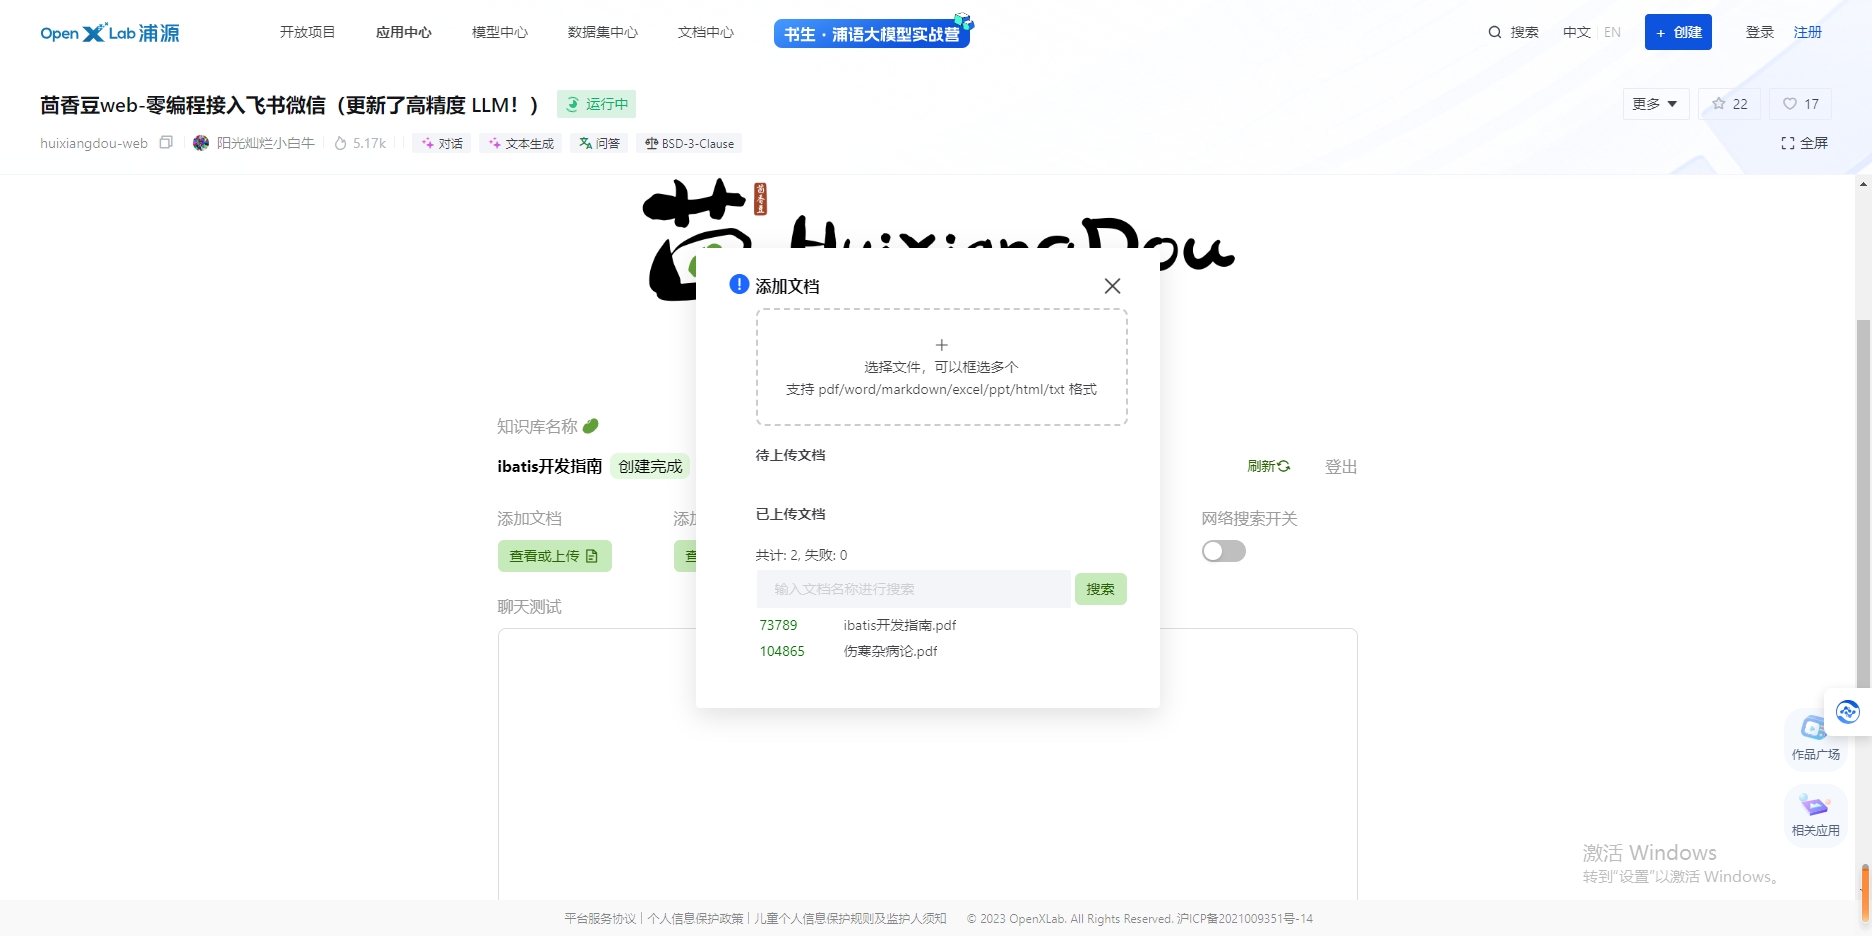 Open X Lab 浦源
开放项目 应用中心 模型中心 数据集中心 文档中心 书生·浦语大模型实战营 搜索 中文 | EN + 创建 登录 注册
茴香豆web-零编程接入飞书微信（更新了高精度 LLM！） 运行中 更多 22 17
huixiangdou-web 阳光灿烂小白牛 5.17k 对话 文本生成 问答 BSD-3-Clause 全屏
茴香豆
茴 HuixiangDou
添加文档
+
选择文件，可以框选多个
支持 pdf/word/markdown/excel/ppt/html/txt 格式
知识库名称
待上传文档
ibatis开发指南 创建完成 刷新 登出
已上传文档
添加文档 添加 网络搜索开关
共计: 2, 失败: 0
查看或上传 查
输入文档名称进行搜索 搜索
聊天测试
73789 ibatis开发指南.pdf
104865 伤寒杂病论.pdf
作品广场
相关应用
激活 Windows
转到“设置”以激活 Windows。
平台服务协议 | 个人信息保护政策 | 儿童个人信息保护规则及监护人须知 © 2023 OpenXLab. All Rights Reserved. 沪ICP备2021009351号-14